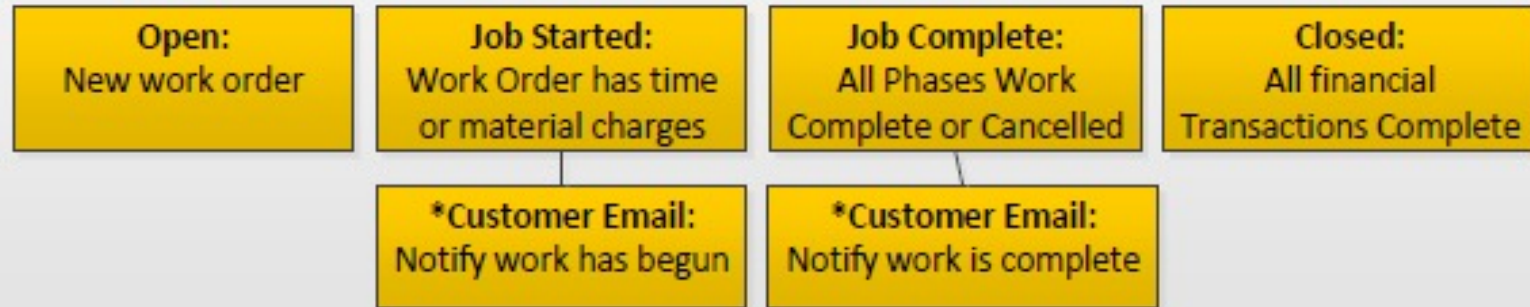 Open:
New work order
Job Started:
Work Order has time
or material charges
Job Complete:
All Phases Work
Complete or Cancelled
Closed:
All financial
Transactions Complete
*Customer Email:
Notify work has begun
*Customer Email:
Notify work is complete